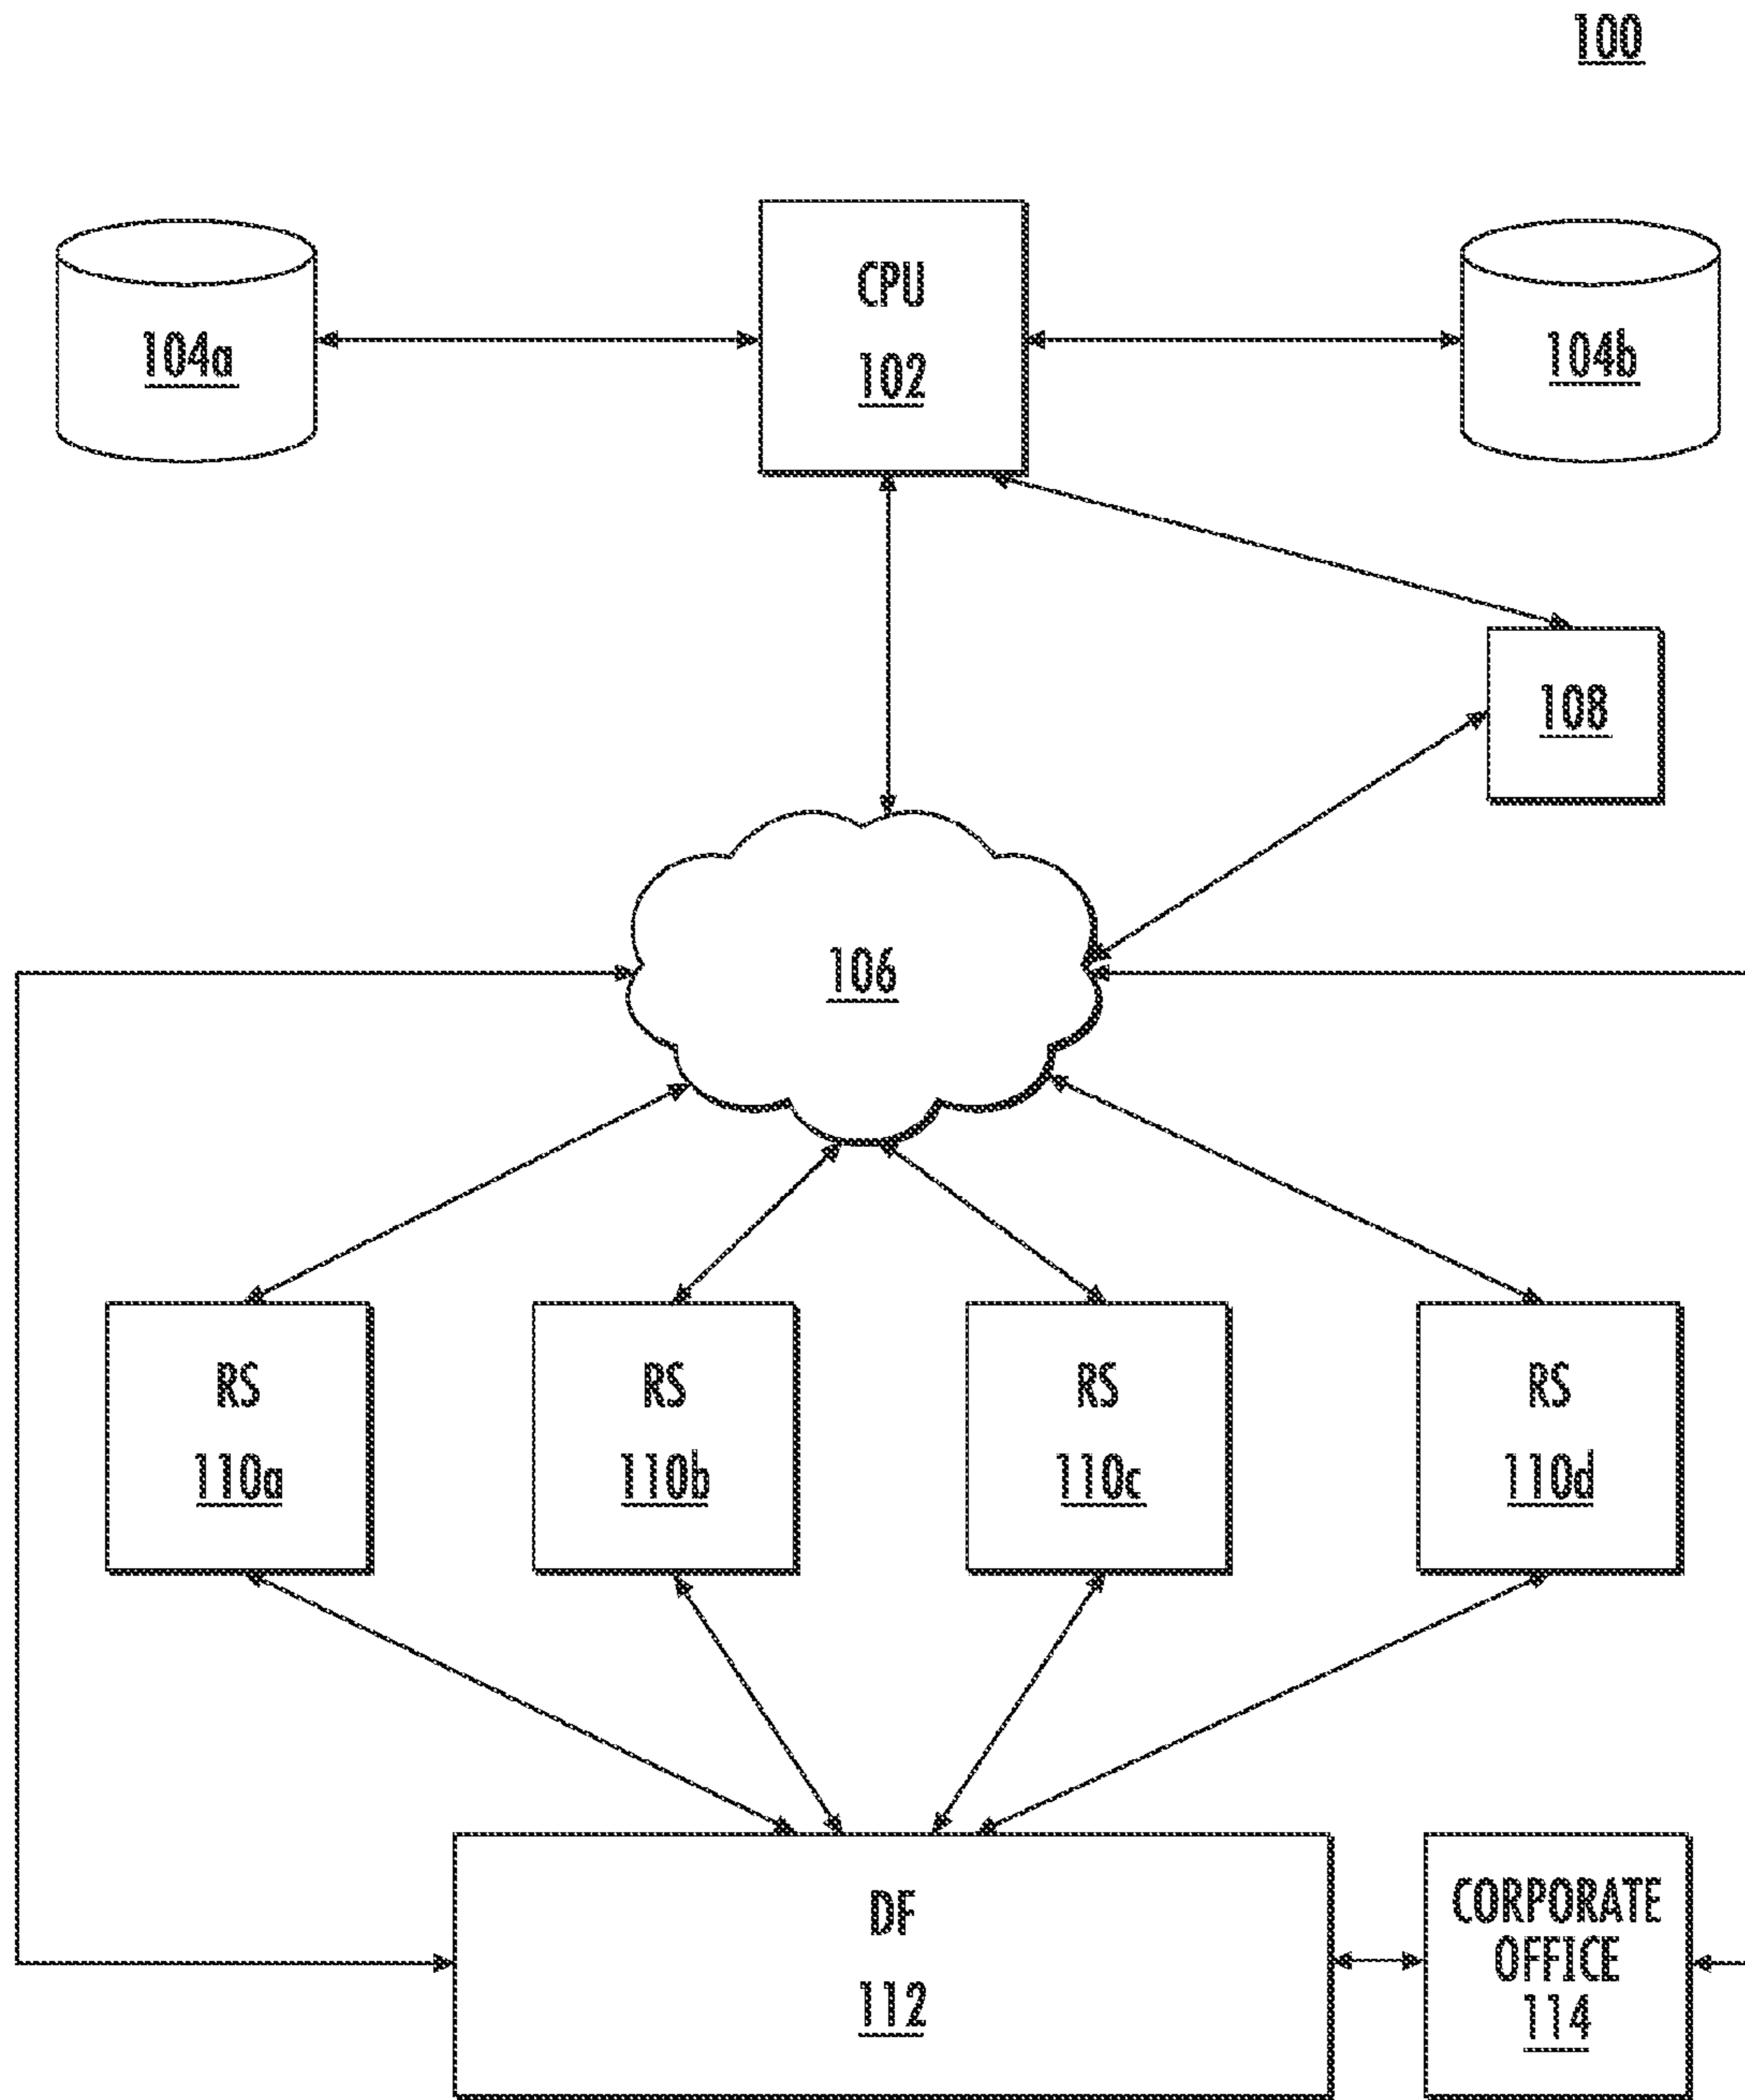 100
CPU
102
104a
104b
108
106
RS
110a
RS
110b
RS
110c
RS
110d
DF
112
CORPORATE
OFFICE
114